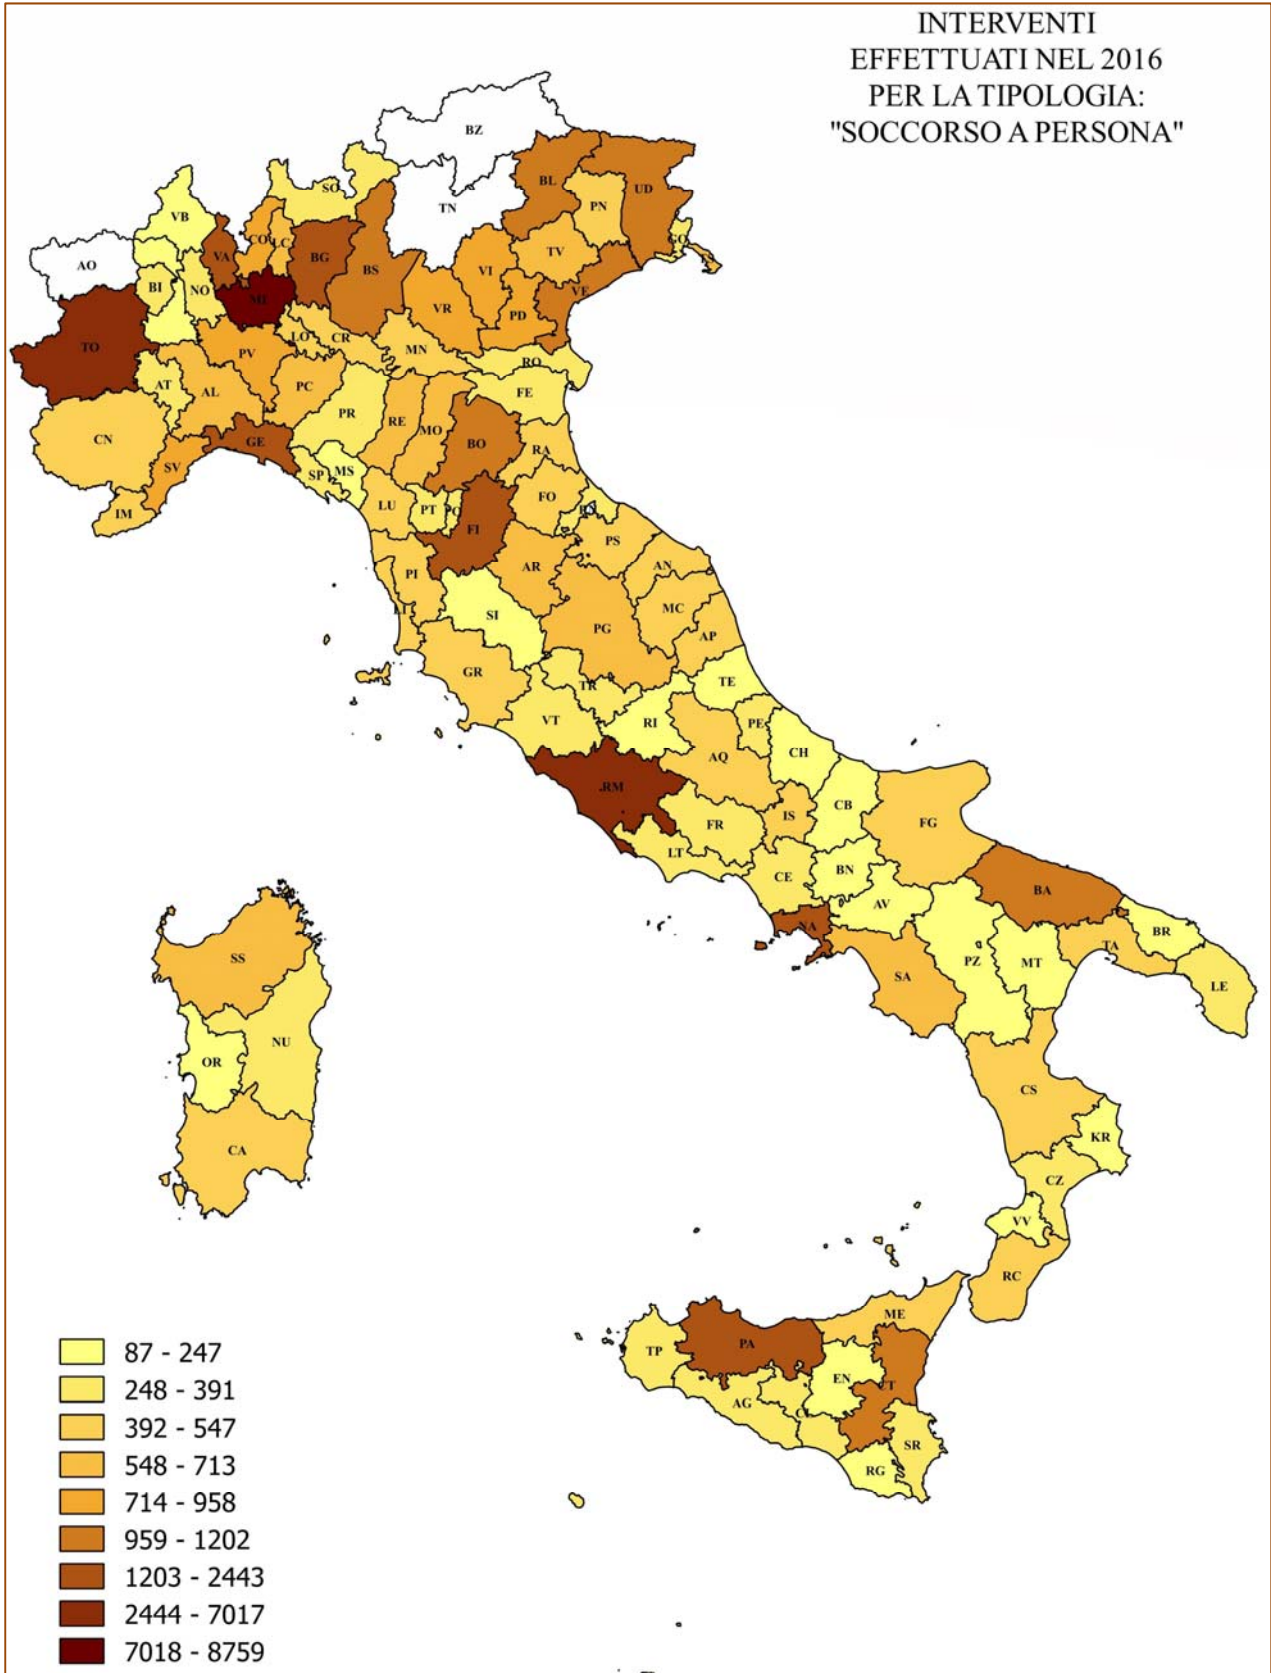 INTERVENTI
EFFETTUATI NEL 2016
PER LA TIPOLOGIA:
"SOCCORSO A PERSONA"
BZ
BL
UD
SO
PN
TN
VB
GO
CO
LC
TV
VA
BG
AO
BS
VI
BI
NO
VE
MI
VR
PD
LO
CR
TO
MN
PV
RO
AT
PC
AL
FE
PR
RE
MO
CN
GE
BO
RA
SV
SP
MS
FO
LU
PT
IM
FI
PS
AR
AN
PI
MC
LI
SI
PG
AP
GR
TE
TR
VT
RI
PE
CH
AQ
RM
CB
IS
FG
FR
LT
BN
CE
BA
AV
NA
BR
TA
SS
PZ
MT
SA
LE
NU
OR
CS
KR
CA
CZ
VV
RC
ME
PA
TP
EN
CT
AG
CL
SR
RG
87 - 247
248 - 391
392 - 547
548 - 713
714 - 958
959 - 1202
1203 - 2443
2444 - 7017
7018 - 8759